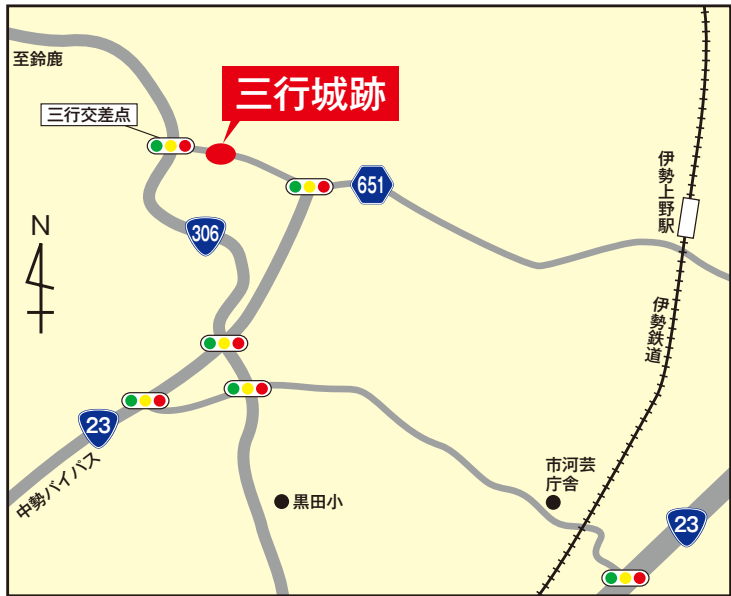 至鈴鹿
三行城跡
三行交差点
651
伊勢上野駅
N
306
伊勢鉄道
23
中勢バイパス
市河芸
庁舎
黒田小
23